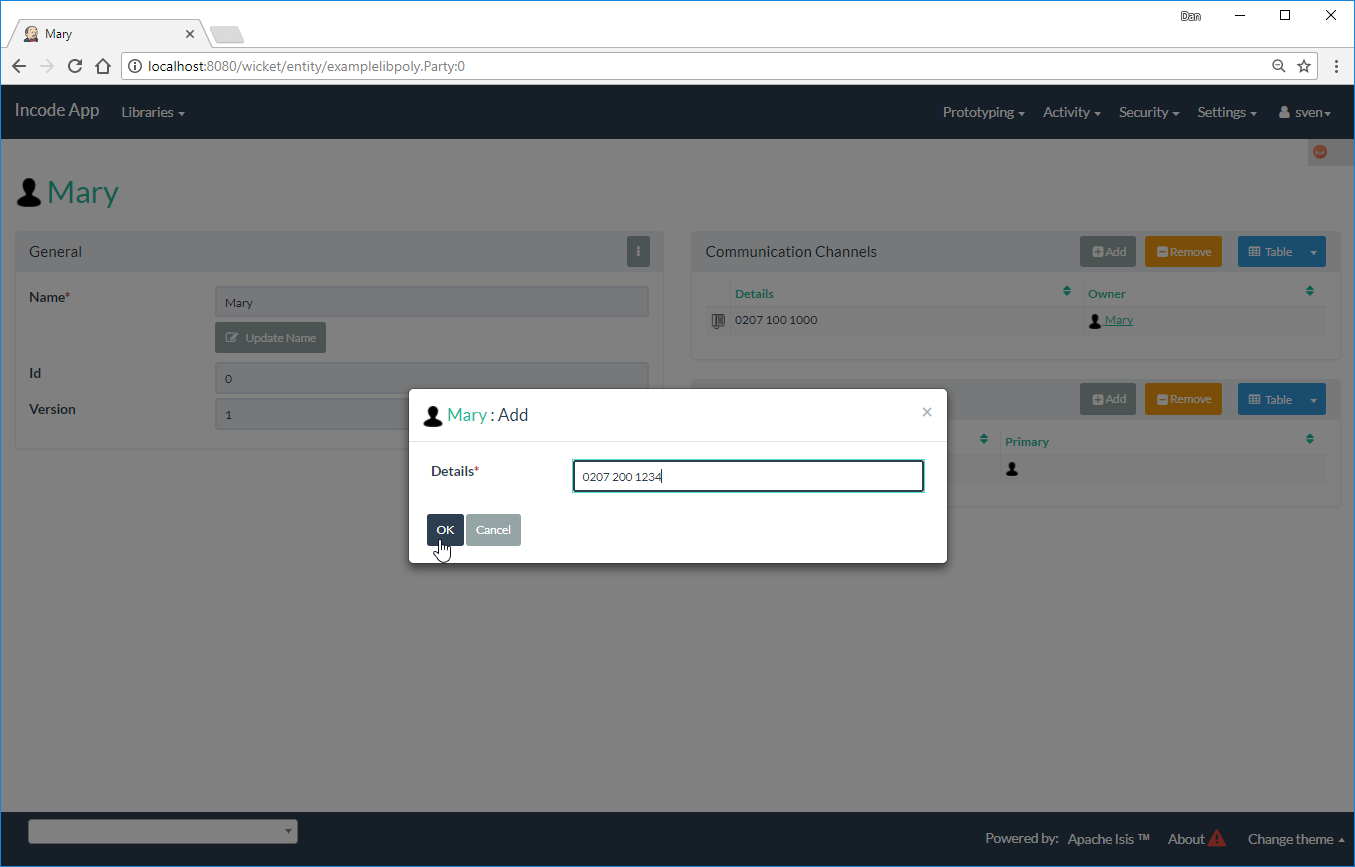 Dan
Mary
localhost:8080/wicket/entity/examplelibpoly.Party:0
Incode App Libraries Prototyping Activity Security Settings sven
Mary
General
Name* Mary
Update Name
Id 0
Version 1
Communication Channels Add Remove Table
Details Owner
0207 100 1000 Mary
Add Remove Table
Primary
Mary : Add ×
Details* 0207 200 1234
OK Cancel
Powered by: Apache Isis ™ About Change theme